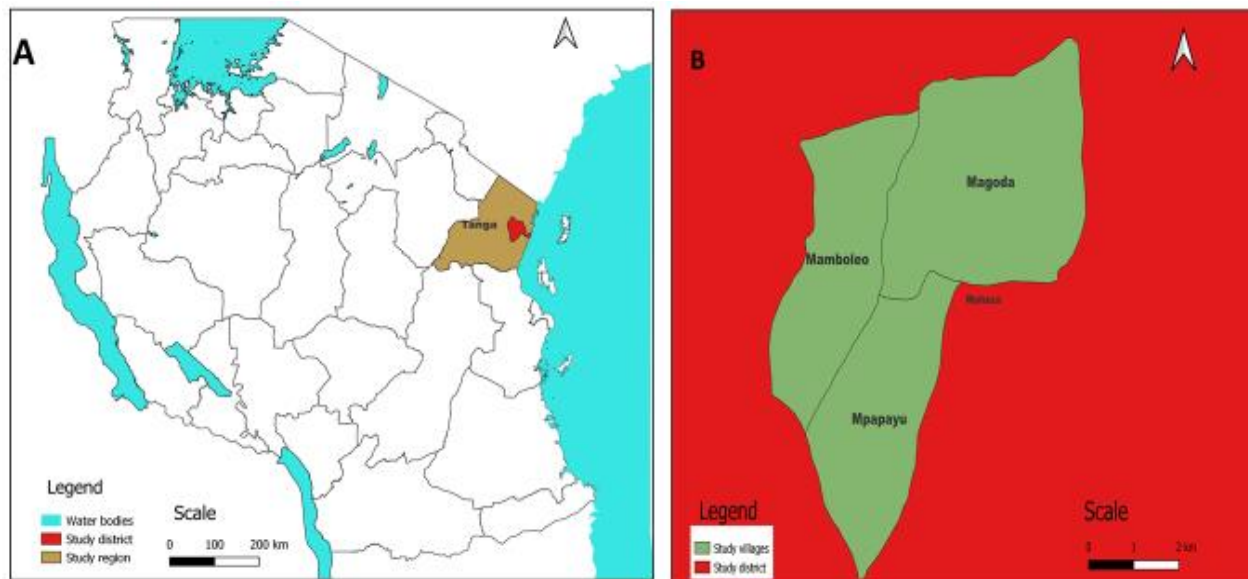 A
Tanga
Legend
Water bodies
Study district
Study region
Scale
0 100 200 km
B
Magoda
Mamboleo
Mpapayu
Legend
Study villages
Study district
Scale
0 1 2 km